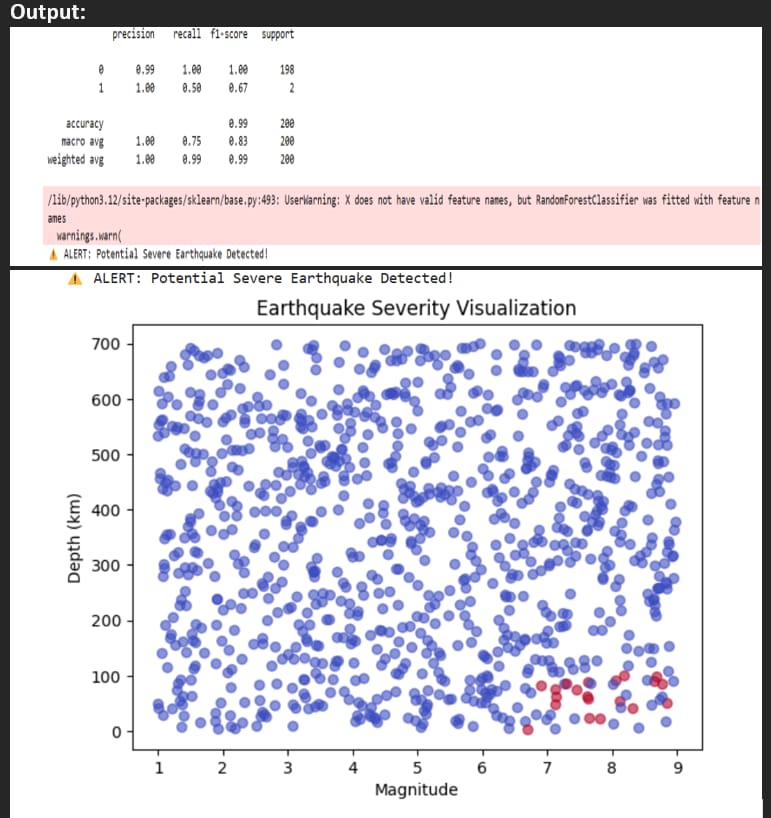 Output:
precision recall f1-score support
0 0.99 1.00 1.00 198
1 1.00 0.50 0.67 2
accuracy 0.99 200
macro avg 1.00 0.75 0.83 200
weighted avg 1.00 0.99 0.99 200
/lib/python3.12/site-packages/sklearn/base.py:493: UserWarning: X does not have valid feature names, but RandomForestClassifier was fitted with feature n
ames
warnings.warn(
⚠ ALERT: Potential Severe Earthquake Detected!
⚠ ALERT: Potential Severe Earthquake Detected!
Earthquake Severity Visualization
700
600
500
400
300
200
100
0
Depth (km)
1 2 3 4 5 6 7 8 9
Magnitude